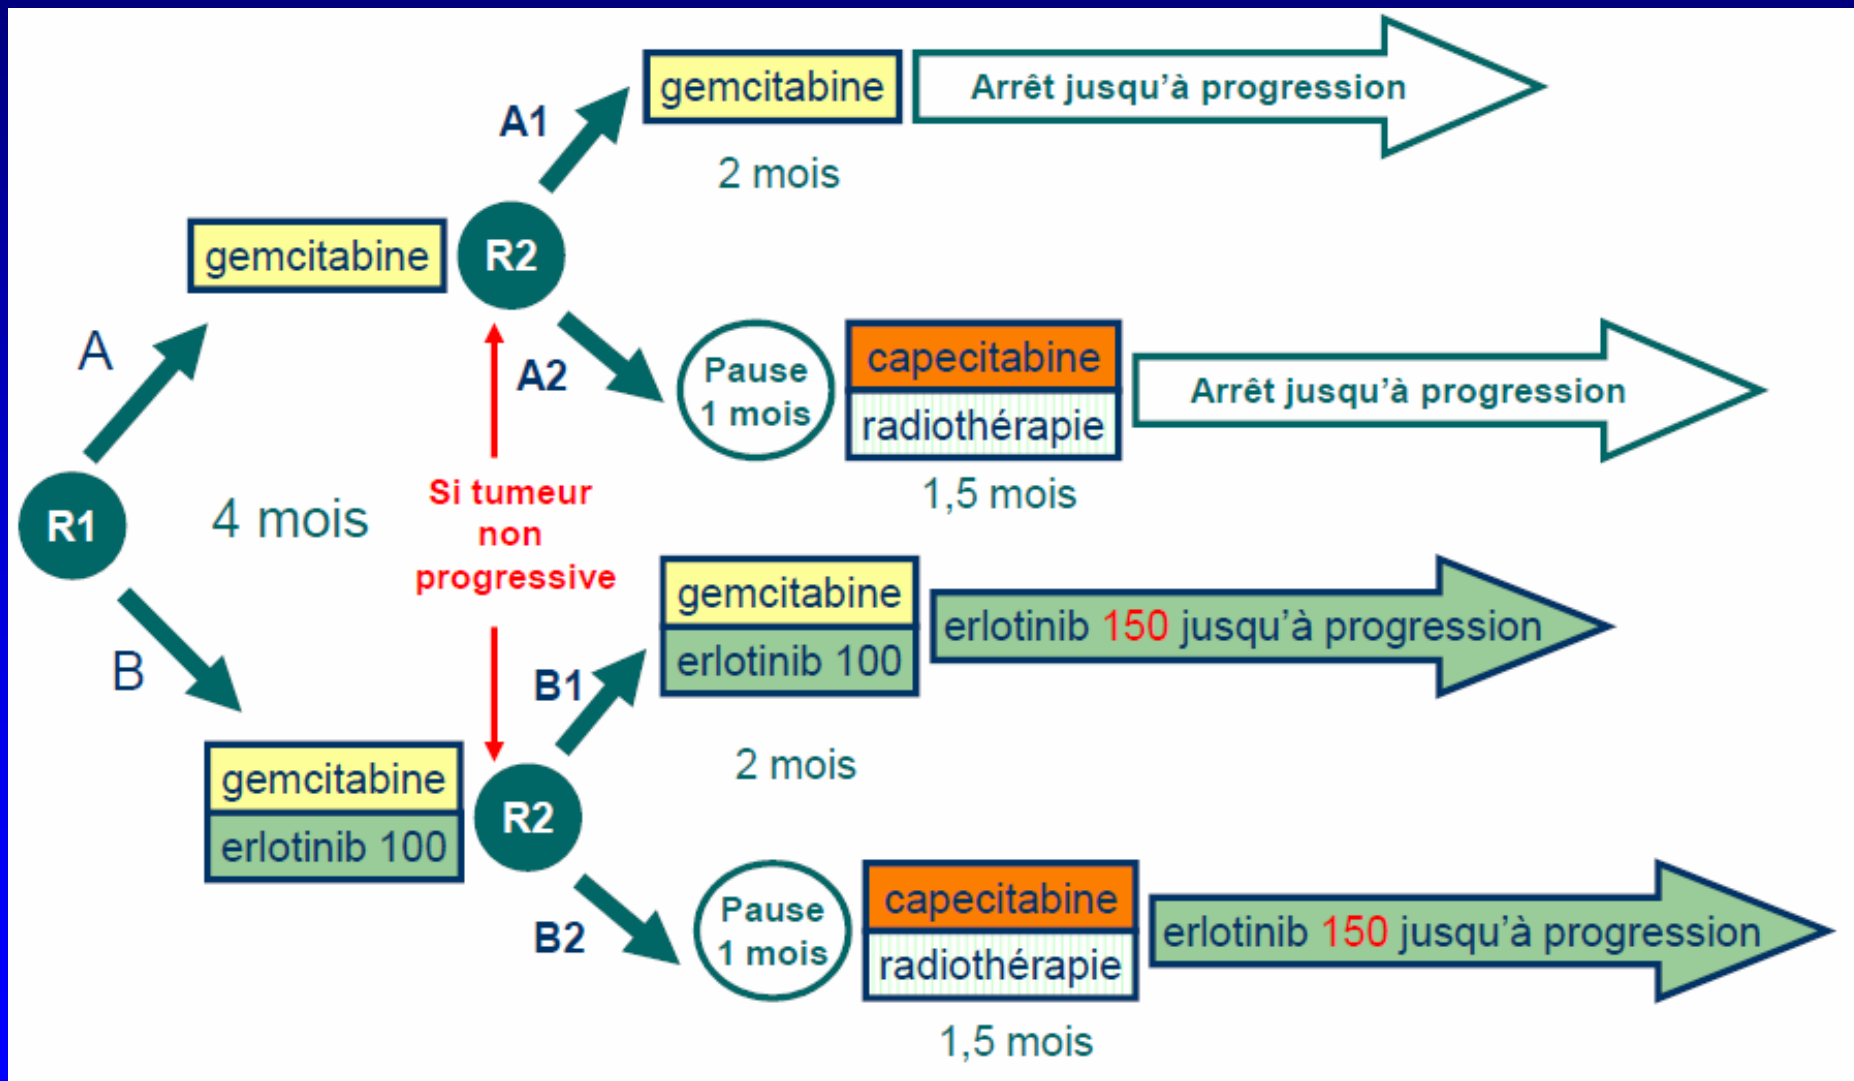 gemcitabine
Arrêt jusqu'à progression
A1
2 mois
gemcitabine
R2
A
A2
Pause
1 mois
capecitabine
radiothérapie
Arrêt jusqu'à progression
1,5 mois
R1
4 mois
Si tumeur
non
progressive
gemcitabine
erlotinib 100
erlotinib 150 jusqu'à progression
B
B1
2 mois
gemcitabine
erlotinib 100
R2
B2
Pause
1 mois
capecitabine
radiothérapie
erlotinib 150 jusqu'à progression
1,5 mois